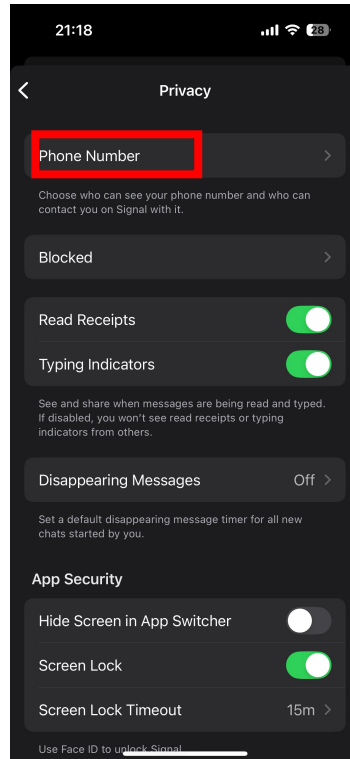 21:18
28
Privacy
Phone Number
Choose who can see your phone number and who can
contact you on Signal with it.
Blocked
Read Receipts
Typing Indicators
See and share when messages are being read and typed.
If disabled, you won't see read receipts or typing
indicators from others.
Disappearing Messages Off
Set a default disappearing message timer for all new
chats started by you.
App Security
Hide Screen in App Switcher
Screen Lock
Screen Lock Timeout 15m
Use Face ID to unlock Signal